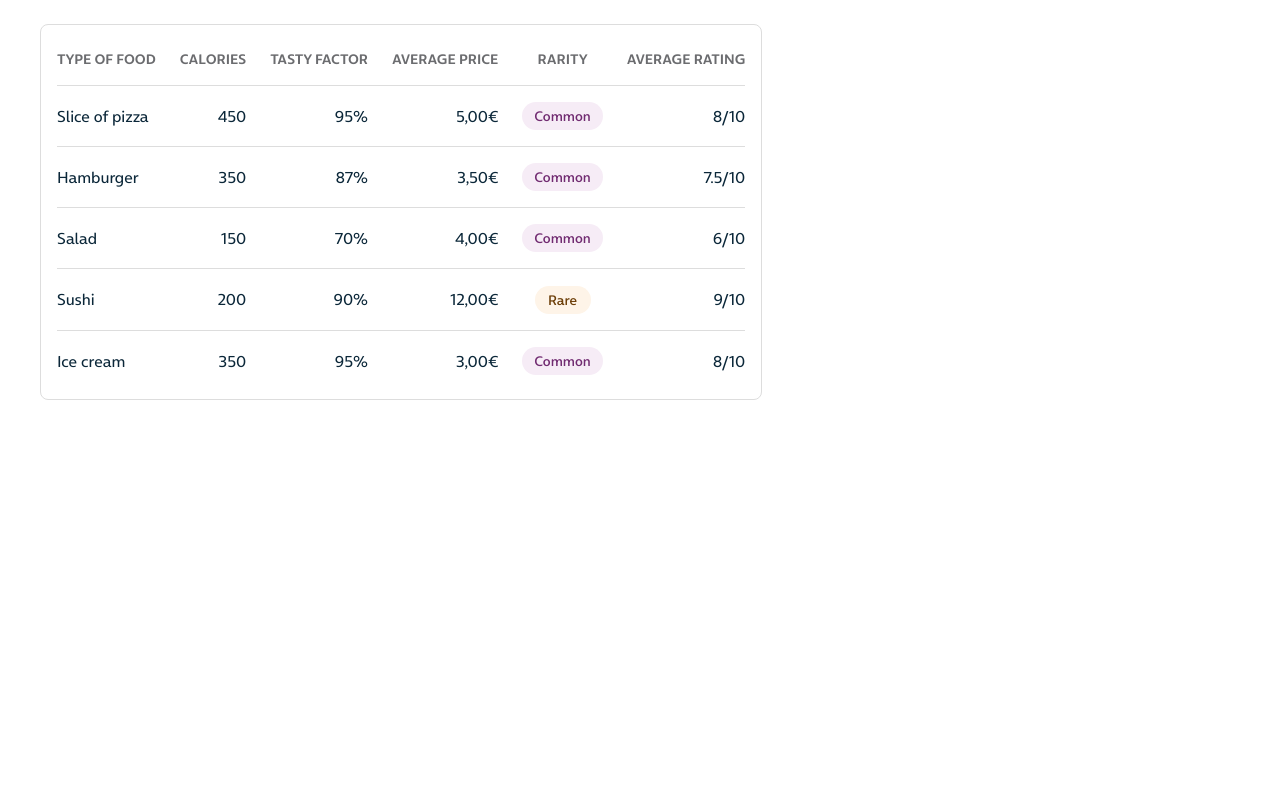 TYPE OF FOOD CALORIES TASTY FACTOR AVERAGE PRICE RARITY AVERAGE RATING
Slice of pizza 450 95% 5,00€ Common 8/10
Hamburger 350 87% 3,50€ Common 7.5/10
Salad 150 70% 4,00€ Common 6/10
Sushi 200 90% 12,00€ Rare 9/10
Ice cream 350 95% 3,00€ Common 8/10